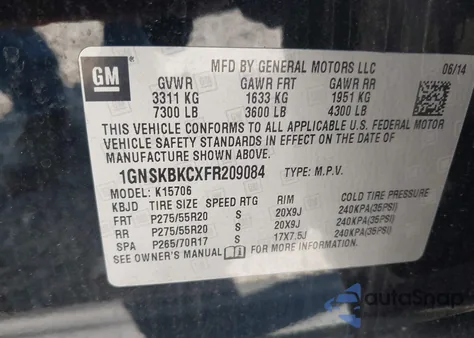 GM
MFD BY GENERAL MOTORS LLC 06/14
GVWR GAWR FRT GAWR RR
3311 KG 1633 KG 1951 KG
7300 LB 3600 LB 4300 LB
THIS VEHICLE CONFORMS TO ALL APPLICABLE U.S. FEDERAL MOTOR
VEHICLE SAFETY STANDARDS IN EFFECT ON THE DATE OF
MANUFACTURE SHOWN ABOVE.
1GNSKBKCXFR209084 TYPE: M.P.V.
MODEL: K15706
KBJD TIRE SIZE SPEED RTG RIM COLD TIRE PRESSURE
FRT P275/55R20 S 20X9J 240KPA(35PSI)
RR P275/55R20 S 20X9J 240KPA(35PSI)
SPA P265/70R17 S 17X7.5J 240KPA(35PSI)
SEE OWNER'S MANUAL FOR MORE INFORMATION.
autoSnap